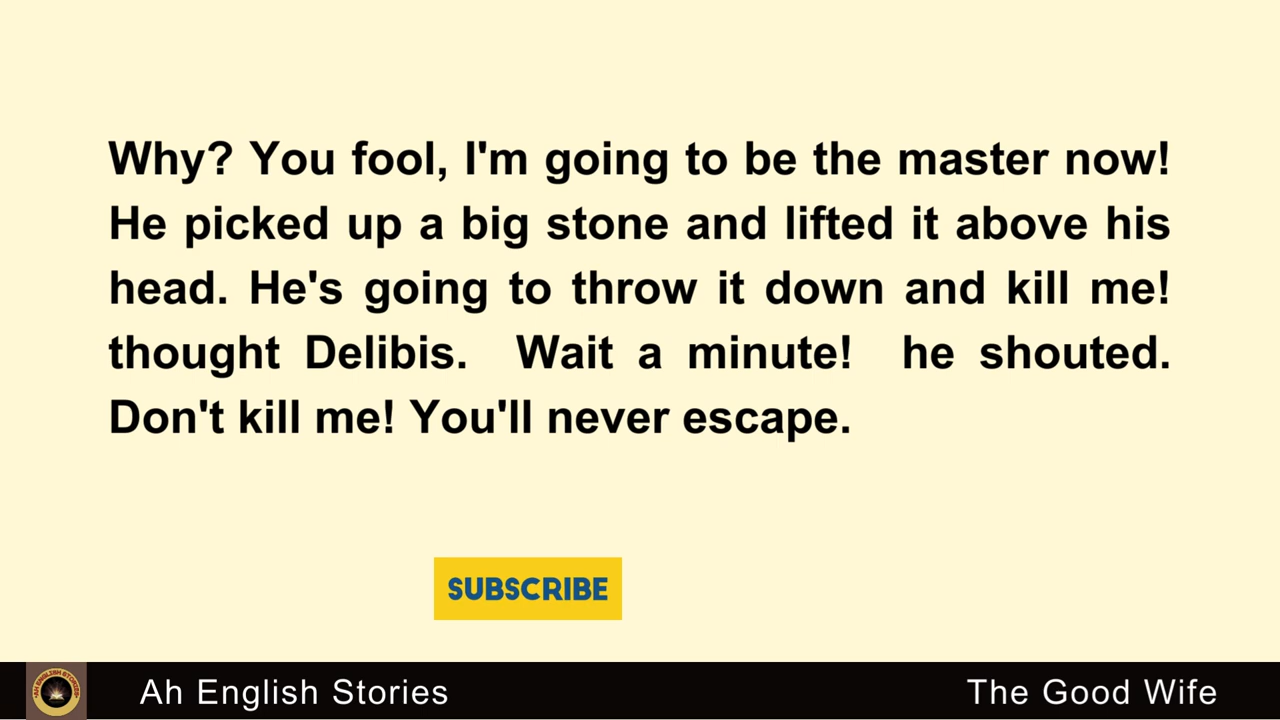 Why? You fool, I'm going to be the master now!
He picked up a big stone and lifted it above his
head. He's going to throw it down and kill me!
thought Delibis. Wait a minute! he shouted.
Don't kill me! You'll never escape.
SUBSCRIBE
Ah English Stories
The Good Wife